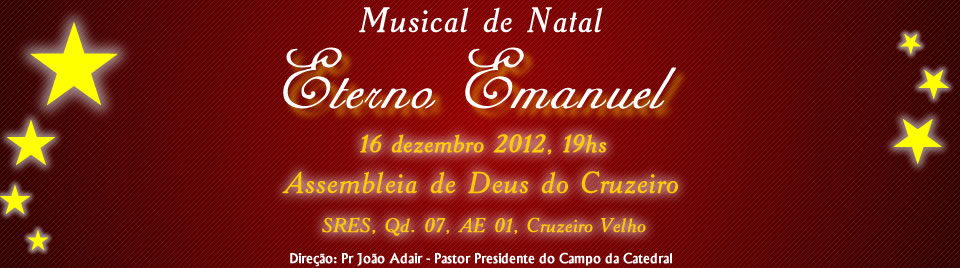 Musical de Natal
Eterno Emanuel
16 dezembro 2012, 19hs
Assembleia de Deus do Cruzeiro
SRES, Qd. 07, AE 01, Cruzeiro Velho
Direção: Pr João Adair - Pastor Presidente do Campo da Catedral